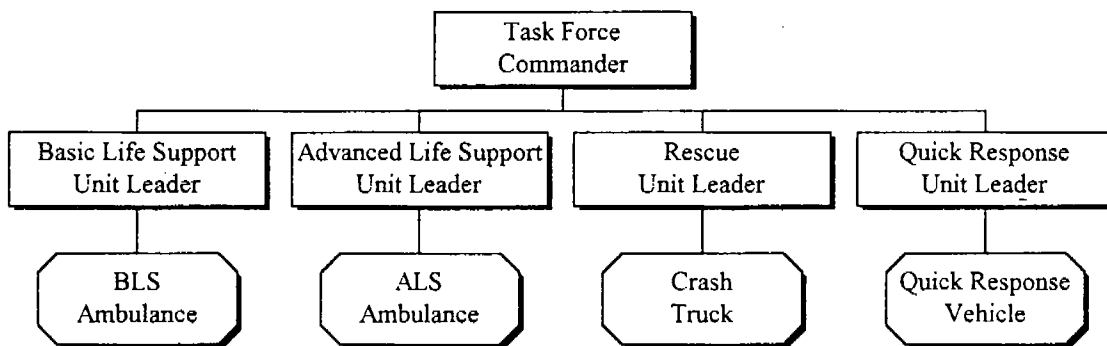 Task Force
Commander
Basic Life Support
Unit Leader
Advanced Life Support
Unit Leader
Rescue
Unit Leader
Quick Response
Unit Leader
BLS
Ambulance
ALS
Ambulance
Crash
Truck
Quick Response
Vehicle